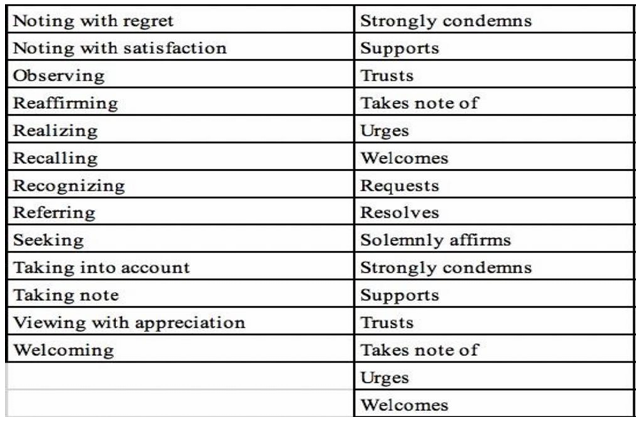 Noting with regret Strongly condemns
Noting with satisfaction Supports
Observing Trusts
Reaffirming Takes note of
Realizing Urges
Recalling Welcomes
Recognizing Requests
Referring Resolves
Seeking Solemnly affirms
Taking into account Strongly condemns
Taking note Supports
Viewing with appreciation Trusts
Welcoming Takes note of
Urges
Welcomes